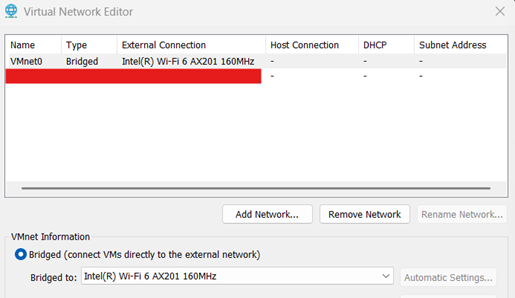 Virtual Network Editor
Name Type External Connection Host Connection DHCP Subnet Address
VMnet0 Bridged Intel(R) Wi-Fi 6 AX201 160MHz - - -
- - -
Add Network... Remove Network Rename Network...
VMnet Information
Bridged (connect VMs directly to the external network)
Bridged to: Intel(R) Wi-Fi 6 AX201 160MHz Automatic Settings...